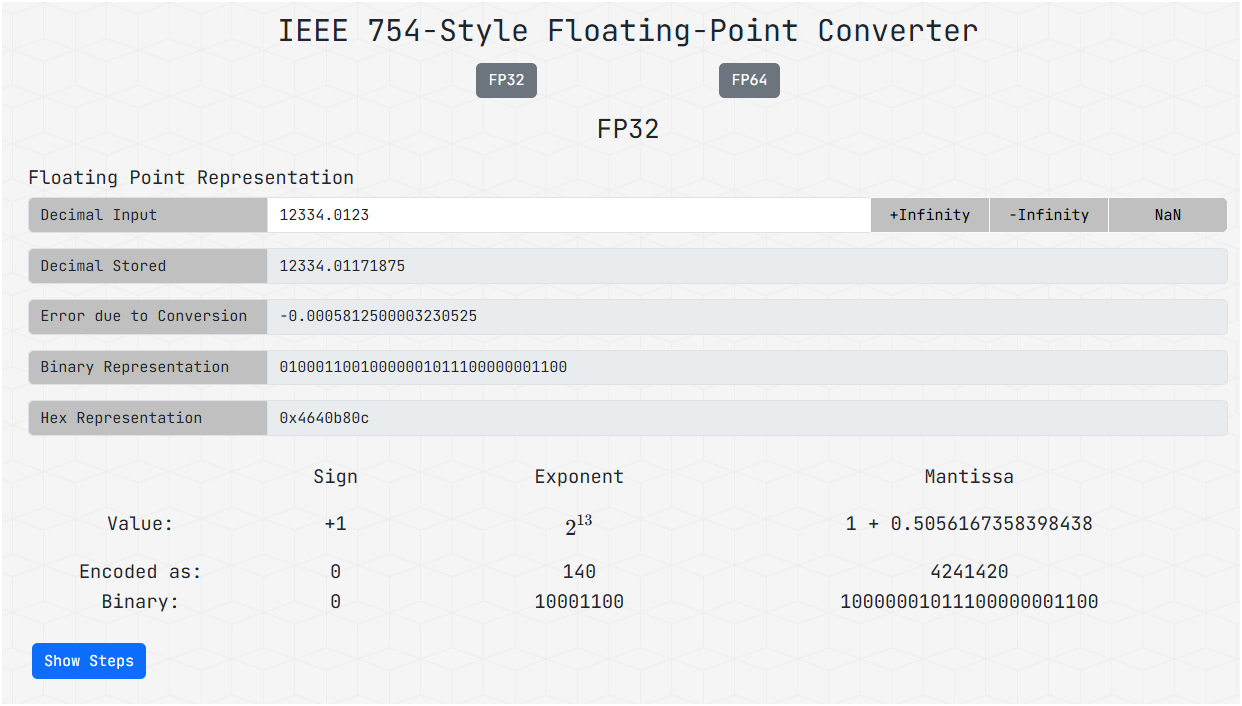 IEEE 754-Style Floating-Point Converter
FP32 FP64
FP32
Floating Point Representation
Decimal Input 12334.0123 +Infinity -Infinity NaN
Decimal Stored 12334.01171875
Error due to Conversion -0.0005812500003230525
Binary Representation 01000110010000001011100000001100
Hex Representation 0x4640b80c
Sign Exponent Mantissa
Value: +1 2¹³ 1 + 0.5056167358398438
Encoded as: 0 140 4241420
Binary: 0 10001100 10000001011100000001100
Show Steps